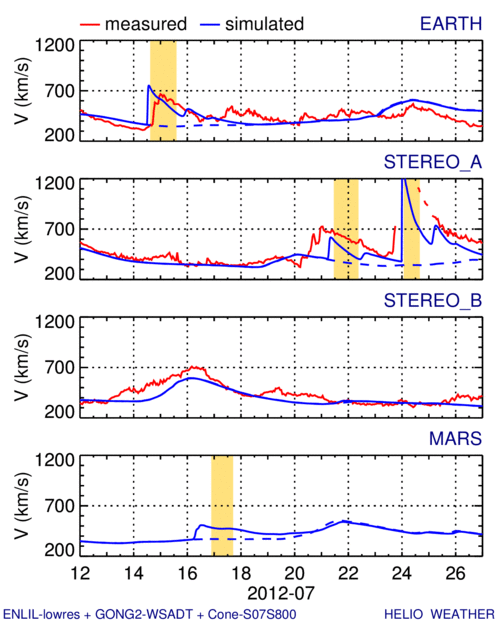 measured simulated EARTH
1200
700
200
V (km/s)
STEREO_A
1200
700
200
V (km/s)
STEREO_B
1200
700
200
V (km/s)
MARS
1200
700
200
V (km/s)
12 14 16 18 20 22 24 26
2012-07
ENLIL-lowres + GONG2-WSADT + Cone-S07S800 HELIO WEATHER